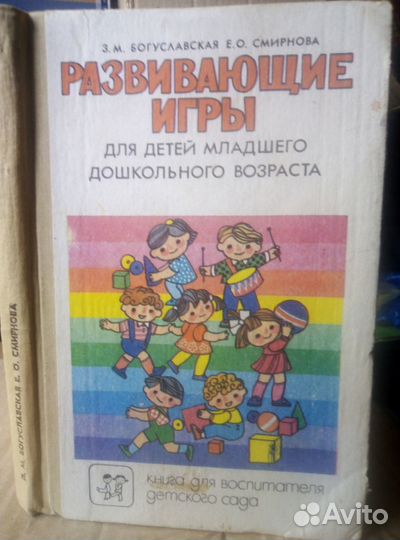 З. М. БОГУСЛАВСКАЯ Е. О. СМИРНОВА
РАЗВИВАЮЩИЕ
ИГРЫ
ДЛЯ ДЕТЕЙ МЛАДШЕГО
ДОШКОЛЬНОГО ВОЗРАСТА
книга для воспитателя
детского сада
З. М. БОГУСЛАВСКАЯ Е. О. СМИРНОВА
Avito